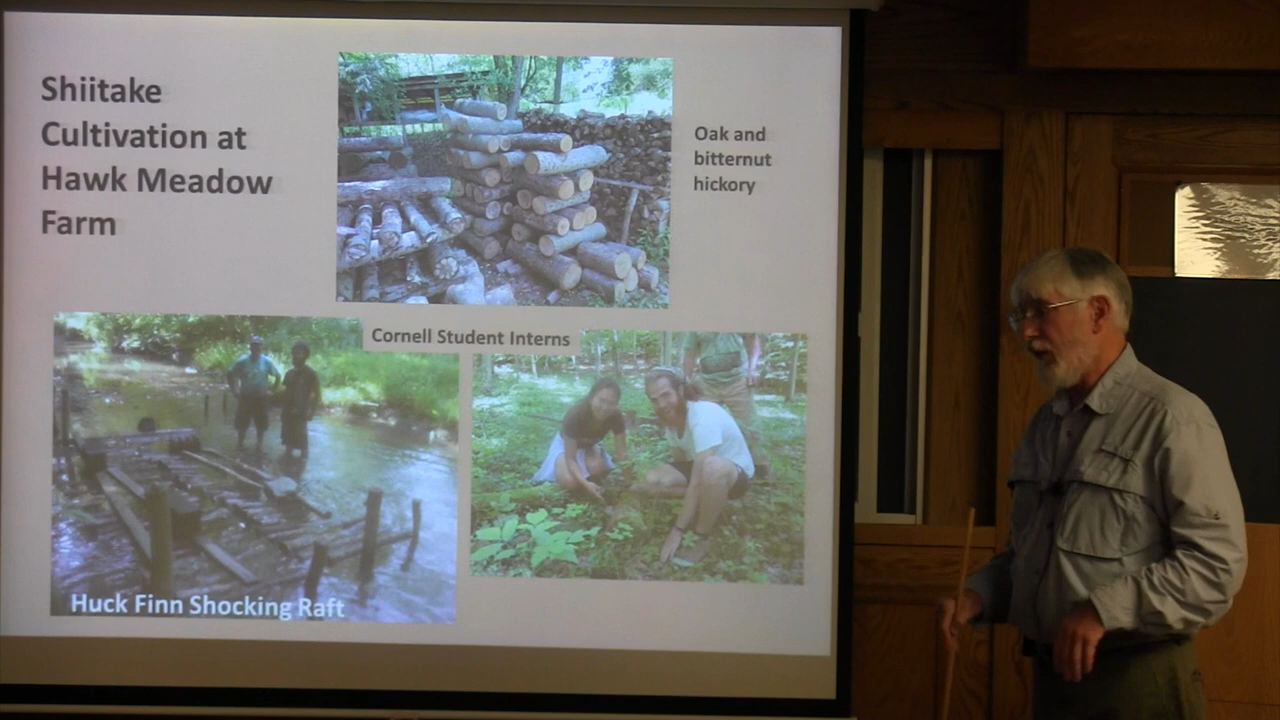 Shiitake
Cultivation at
Hawk Meadow
Farm
Oak and
bitternut
hickory
Cornell Student Interns
Huck Finn Shocking Raft